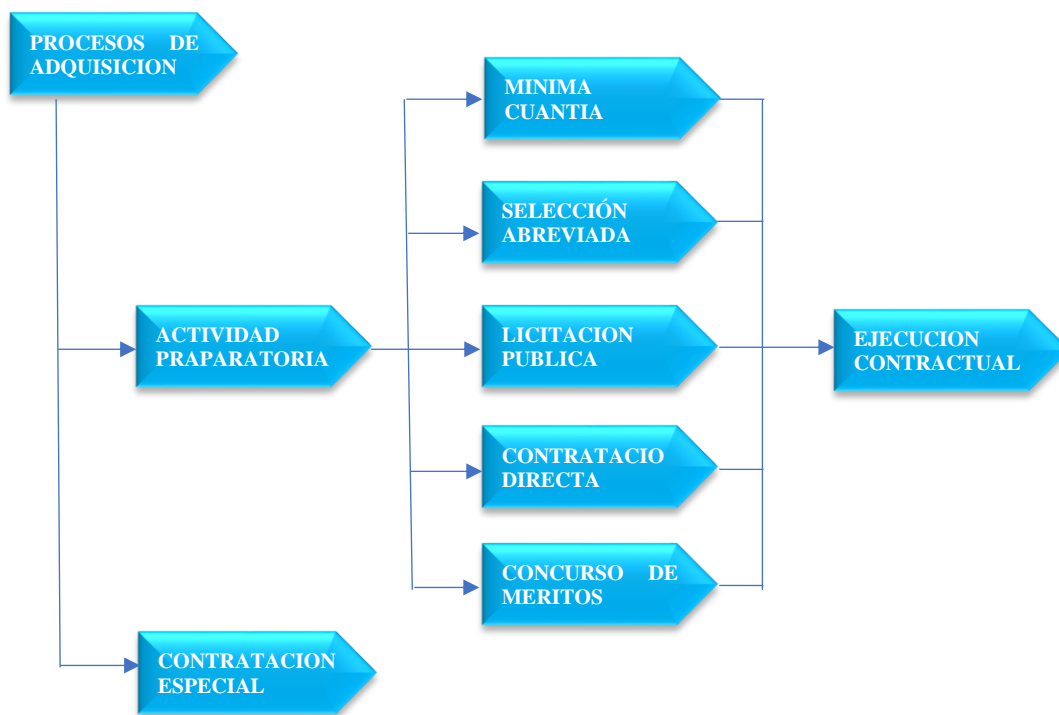 PROCESOS DE
ADQUISICION
MINIMA
CUANTIA
SELECCIÓN
ABREVIADA
ACTIVIDAD
PRAPARATORIA
LICITACION
PUBLICA
EJECUCION
CONTRACTUAL
CONTRATACIO
DIRECTA
CONCURSO DE
MERITOS
CONTRATACION
ESPECIAL